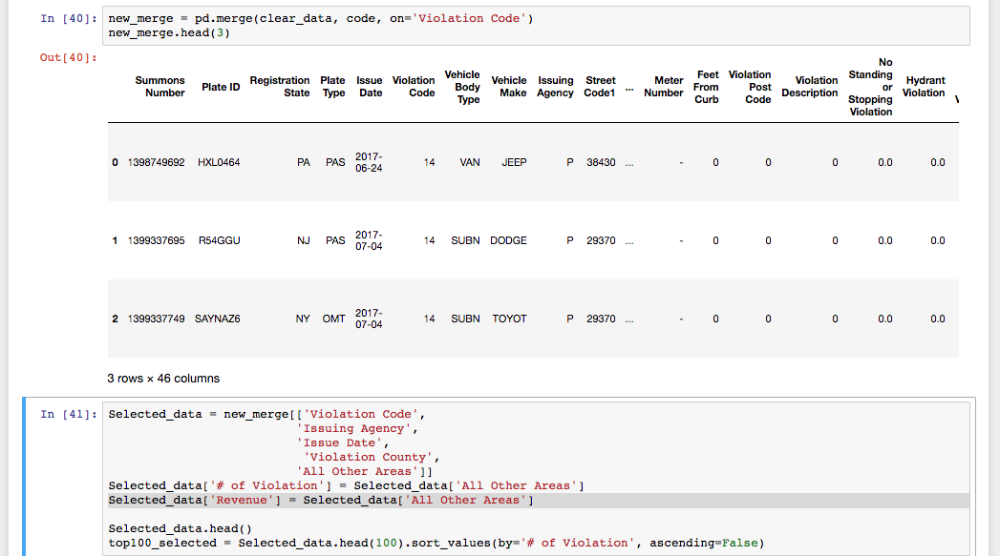 In [40]: new_merge = pd.merge(clear_data, code, on='Violation Code')
new_merge.head(3)
Out[40]:
Summons Number Plate ID Registration State Plate Type Issue Date Violation Code Vehicle Body Type Vehicle Make Issuing Agency Street Code1 ... Meter Number Feet From Curb Violation Post Code Violation Description No Standing or Stopping Violation Hydrant Violation
0 1398749692 HXL0464 PA PAS 2017-06-24 14 VAN JEEP P 38430 ... - 0 0 0 0.0 0.0
1 1399337695 R54GGU NJ PAS 2017-07-04 14 SUBN DODGE P 29370 ... - 0 0 0 0.0 0.0
2 1399337749 SAYNAZ6 NY OMT 2017-07-04 14 SUBN TOYOT P 29370 ... - 0 0 0 0.0 0.0
3 rows × 46 columns
In [41]: Selected_data = new_merge[['Violation Code',
'Issuing Agency',
'Issue Date',
'Violation County',
'All Other Areas']]
Selected_data['# of Violation'] = Selected_data['All Other Areas']
Selected_data['Revenue'] = Selected_data['All Other Areas']
Selected_data.head()
top100_selected = Selected_data.head(100).sort_values(by='# of Violation', ascending=False)